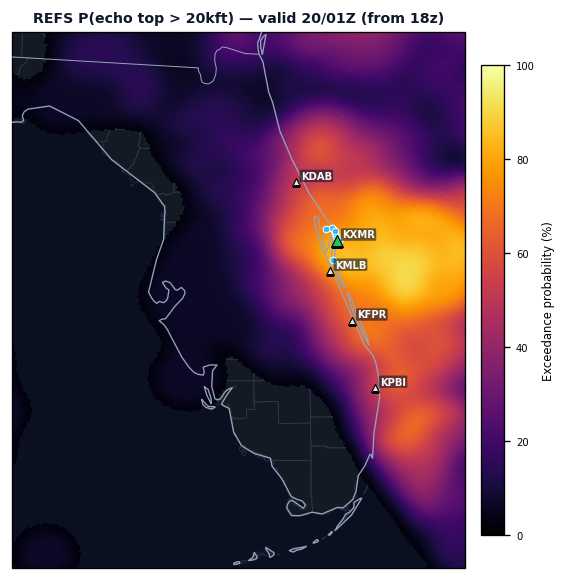 REFS P(echo top > 20kft) — valid 20/01Z (from 18z)
KDAB
KXMR
KMLB
KFPR
KPBI
100
80
60
40
20
0
Exceedance probability (%)